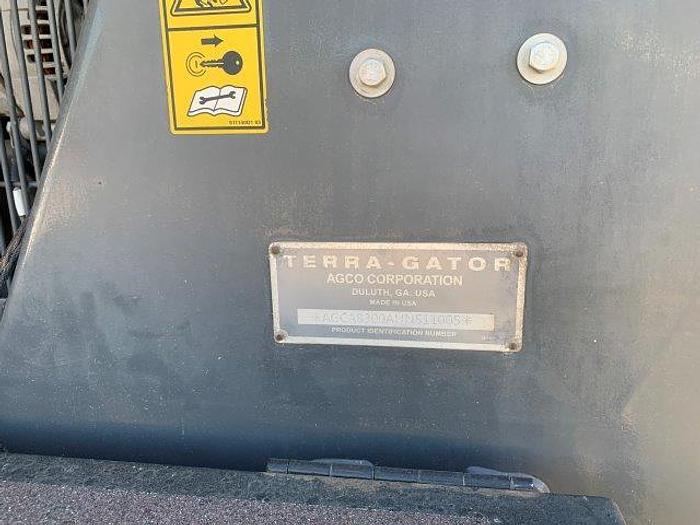 TERRA-GATOR
AGCO CORPORATION
DULUTH, GA. USA
MADE IN USA
PRODUCT IDENTIFICATION NUMBER